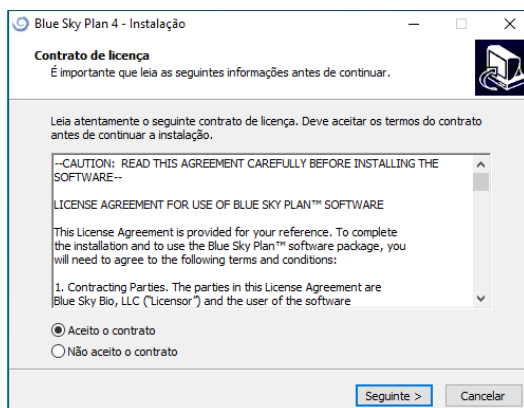 Blue Sky Plan 4 - Instalação
Contrato de licença
É importante que leia as seguintes informações antes de continuar.
Leia atentamente o seguinte contrato de licença. Deve aceitar os termos do contrato
antes de continuar a instalação.
--CAUTION:  READ THIS AGREEMENT CAREFULLY BEFORE INSTALLING THE
SOFTWARE--
LICENSE AGREEMENT FOR USE OF BLUE SKY PLAN™ SOFTWARE
This License Agreement is provided for your reference. To complete
the installation and to use the Blue Sky Plan™ software package, you
will need to agree to the following terms and conditions:
1. Contracting Parties. The parties in this License Agreement are
Blue Sky Bio, LLC ("Licensor") and the user of the software
Aceito o contrato
Não aceito o contrato
Seguinte >
Cancelar